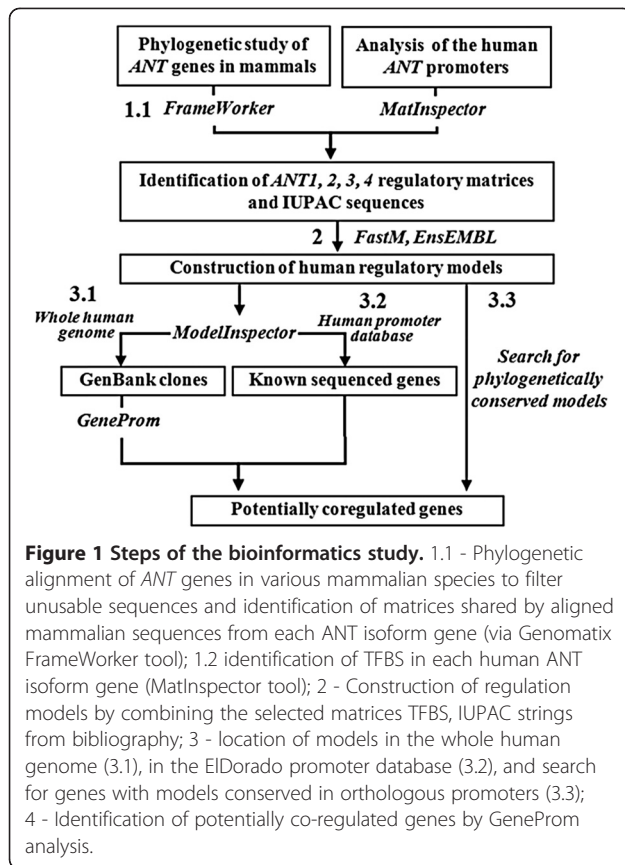 Phylogenetic study of
ANT genes in mammals
Analysis of the human
ANT promoters
1.1 FrameWorker
MatInspector
Identification of ANT1, 2, 3, 4 regulatory matrices
and IUPAC sequences
2 FastM, EnsEMBL
Construction of human regulatory models
3.1
Whole human
genome
ModelInspector
3.2
Human promoter
database
3.3
Search for
phylogenetically
conserved models
GenBank clones
Known sequenced genes
GeneProm
Potentially coregulated genes
Figure 1 Steps of the bioinformatics study. 1.1 - Phylogenetic
alignment of ANT genes in various mammalian species to filter
unusable sequences and identification of matrices shared by aligned
mammalian sequences from each ANT isoform gene (via Genomatix
FrameWorker tool); 1.2 identification of TFBS in each human ANT
isoform gene (MatInspector tool); 2 - Construction of regulation
models by combining the selected matrices TFBS, IUPAC strings
from bibliography; 3 - location of models in the whole human
genome (3.1), in the ElDorado promoter database (3.2), and search
for genes with models conserved in orthologous promoters (3.3);
4 - Identification of potentially co-regulated genes by GeneProm
analysis.